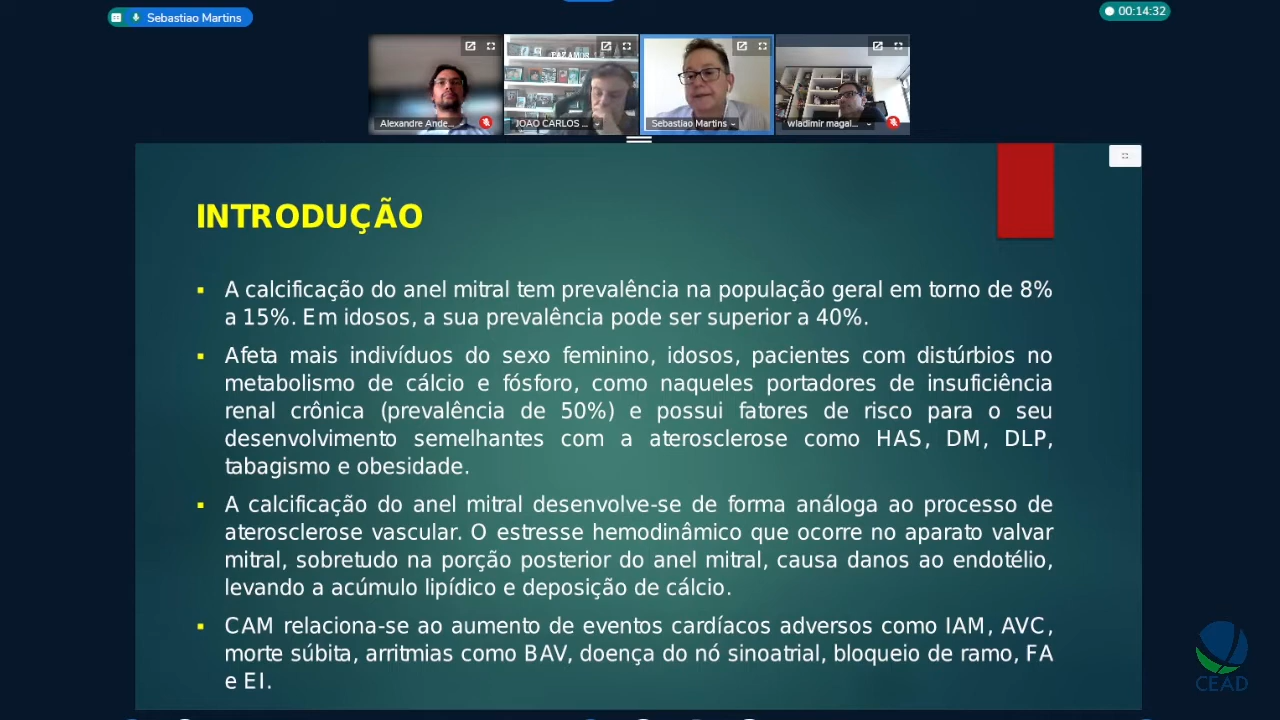 Sebastiao Martins
00:14:32
FAZ AMUS
Alexandre Ande...
JOAO CARLOS ...
Sebastiao Martins
wladimir magal...
INTRODUÇÃO
A calcificação do anel mitral tem prevalência na população geral em torno de 8%
a 15%. Em idosos, a sua prevalência pode ser superior a 40%.
Afeta mais indivíduos do sexo feminino, idosos, pacientes com distúrbios no
metabolismo de cálcio e fósforo, como naqueles portadores de insuficiência
renal crônica (prevalência de 50%) e possui fatores de risco para o seu
desenvolvimento semelhantes com a aterosclerose como HAS, DM, DLP,
tabagismo e obesidade.
A calcificação do anel mitral desenvolve-se de forma análoga ao processo de
aterosclerose vascular. O estresse hemodinâmico que ocorre no aparato valvar
mitral, sobretudo na porção posterior do anel mitral, causa danos ao endotélio,
levando a acúmulo lipídico e deposição de cálcio.
CAM relaciona-se ao aumento de eventos cardíacos adversos como IAM, AVC,
morte súbita, arritmias como BAV, doença do nó sinoatrial, bloqueio de ramo, FA
e EI.
CEAD